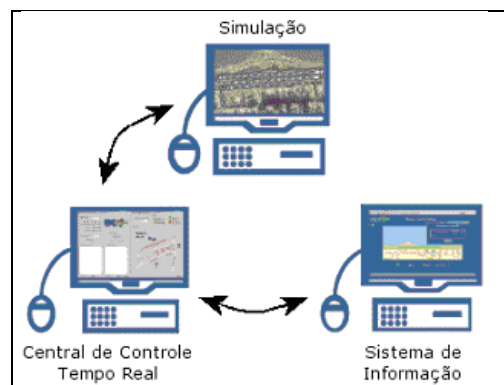 Simulação
Central de Controle
Tempo Real
Sistema de
Informação